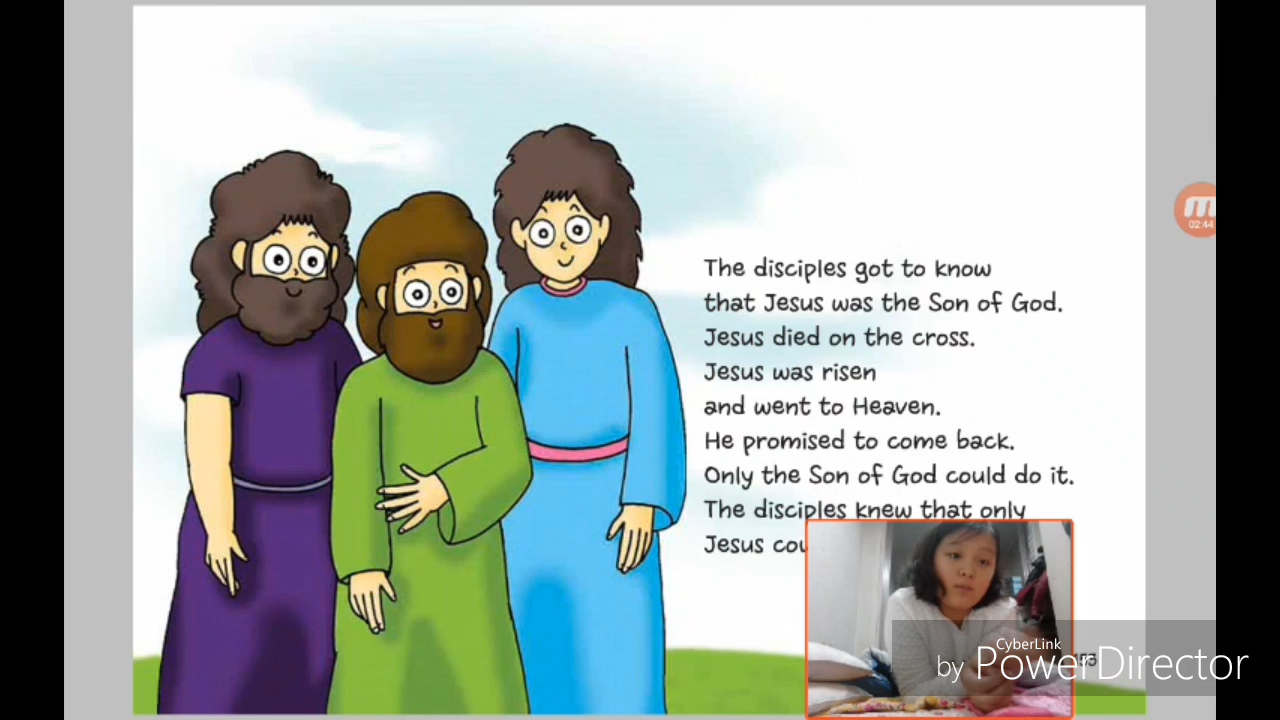 The disciples got to know
that Jesus was the Son of God.
Jesus died on the cross.
Jesus was risen
and went to Heaven.
He promised to come back.
Only the Son of God could do it.
The disciples knew that only
Jesus
02:44
CyberLink
by PowerDirector